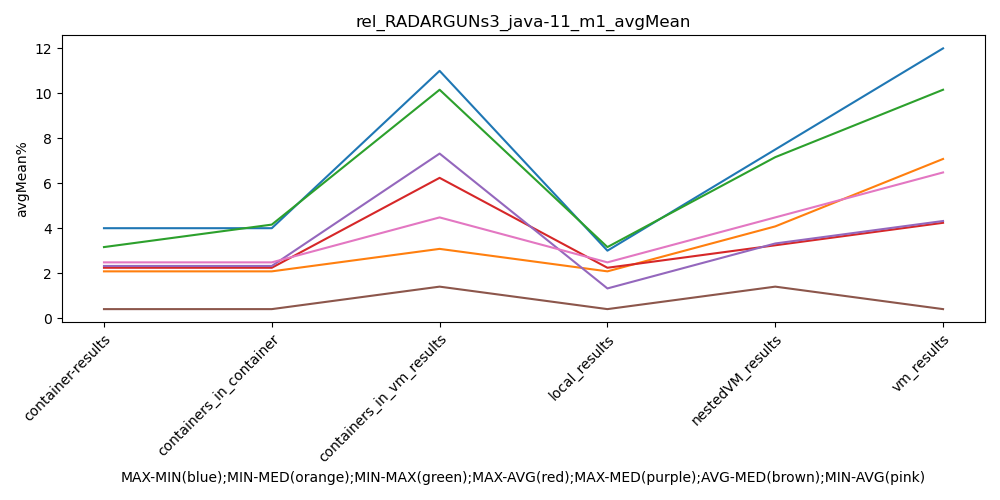 rel_RADARGUNs3_java-11_m1_avgMean
avgMean%
12
10
8
6
4
2
0
container-results
containers_in_container
containers_in_vm_results
local_results
nestedVM_results
vm_results
MAX-MIN(blue);MIN-MED(orange);MIN-MAX(green);MAX-AVG(red);MAX-MED(purple);AVG-MED(brown);MIN-AVG(pink)